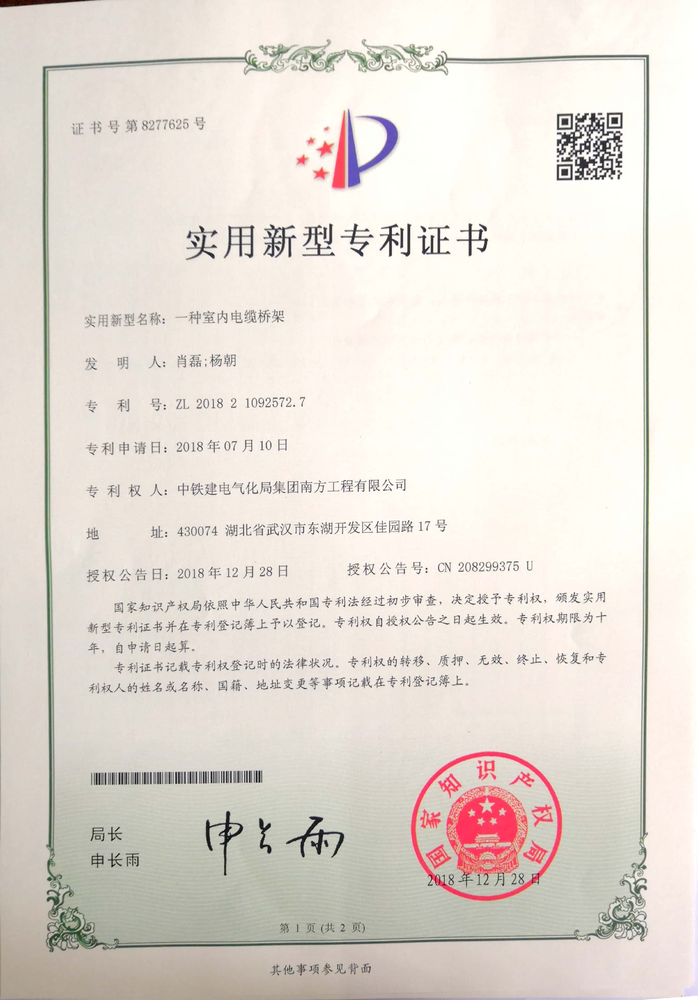 证书号第8277625号
实用新型专利证书
实用新型名称：一种室内电缆桥架
发明人：肖磊;杨朝
专利号：ZL 2018 2 1092572.7
专利申请日：2018年07月10日
专利权人：中铁建电气化局集团南方工程有限公司
地址：430074 湖北省武汉市东湖开发区佳园路17号
授权公告日：2018年12月28日 授权公告号：CN 208299375 U
国家知识产权局依照中华人民共和国专利法经过初步审查，决定授予专利权，颁发实用
新型专利证书并在专利登记簿上予以登记。专利权自授权公告之日起生效。专利权期限为十
年，自申请日起算。
专利证书记载专利权登记时的法律状况。专利权的转移、质押、无效、终止、恢复和专
利权人的姓名或名称、国籍、地址变更等事项记载在专利登记簿上。
局长
申长雨
申长雨
国家知识产权局
2018年12月28日
第 1 页 (共 2 页)
其他事项参见背面